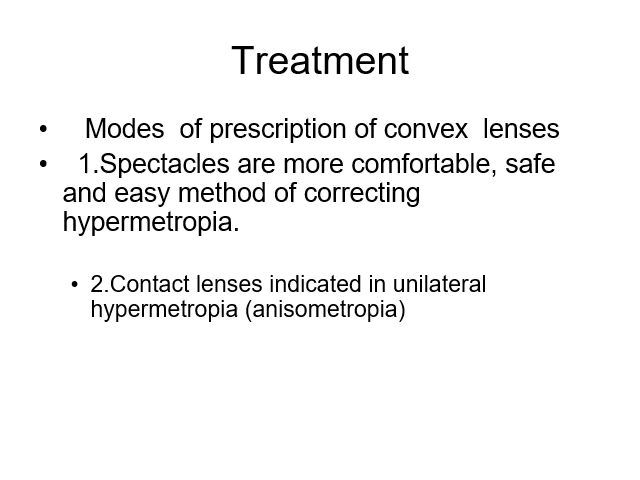 Treatment
• Modes of prescription of convex lenses
• 1.Spectacles are more comfortable, safe
and easy method of correcting
hypermetropia.
• 2.Contact lenses indicated in unilateral
hypermetropia (anisometropia)